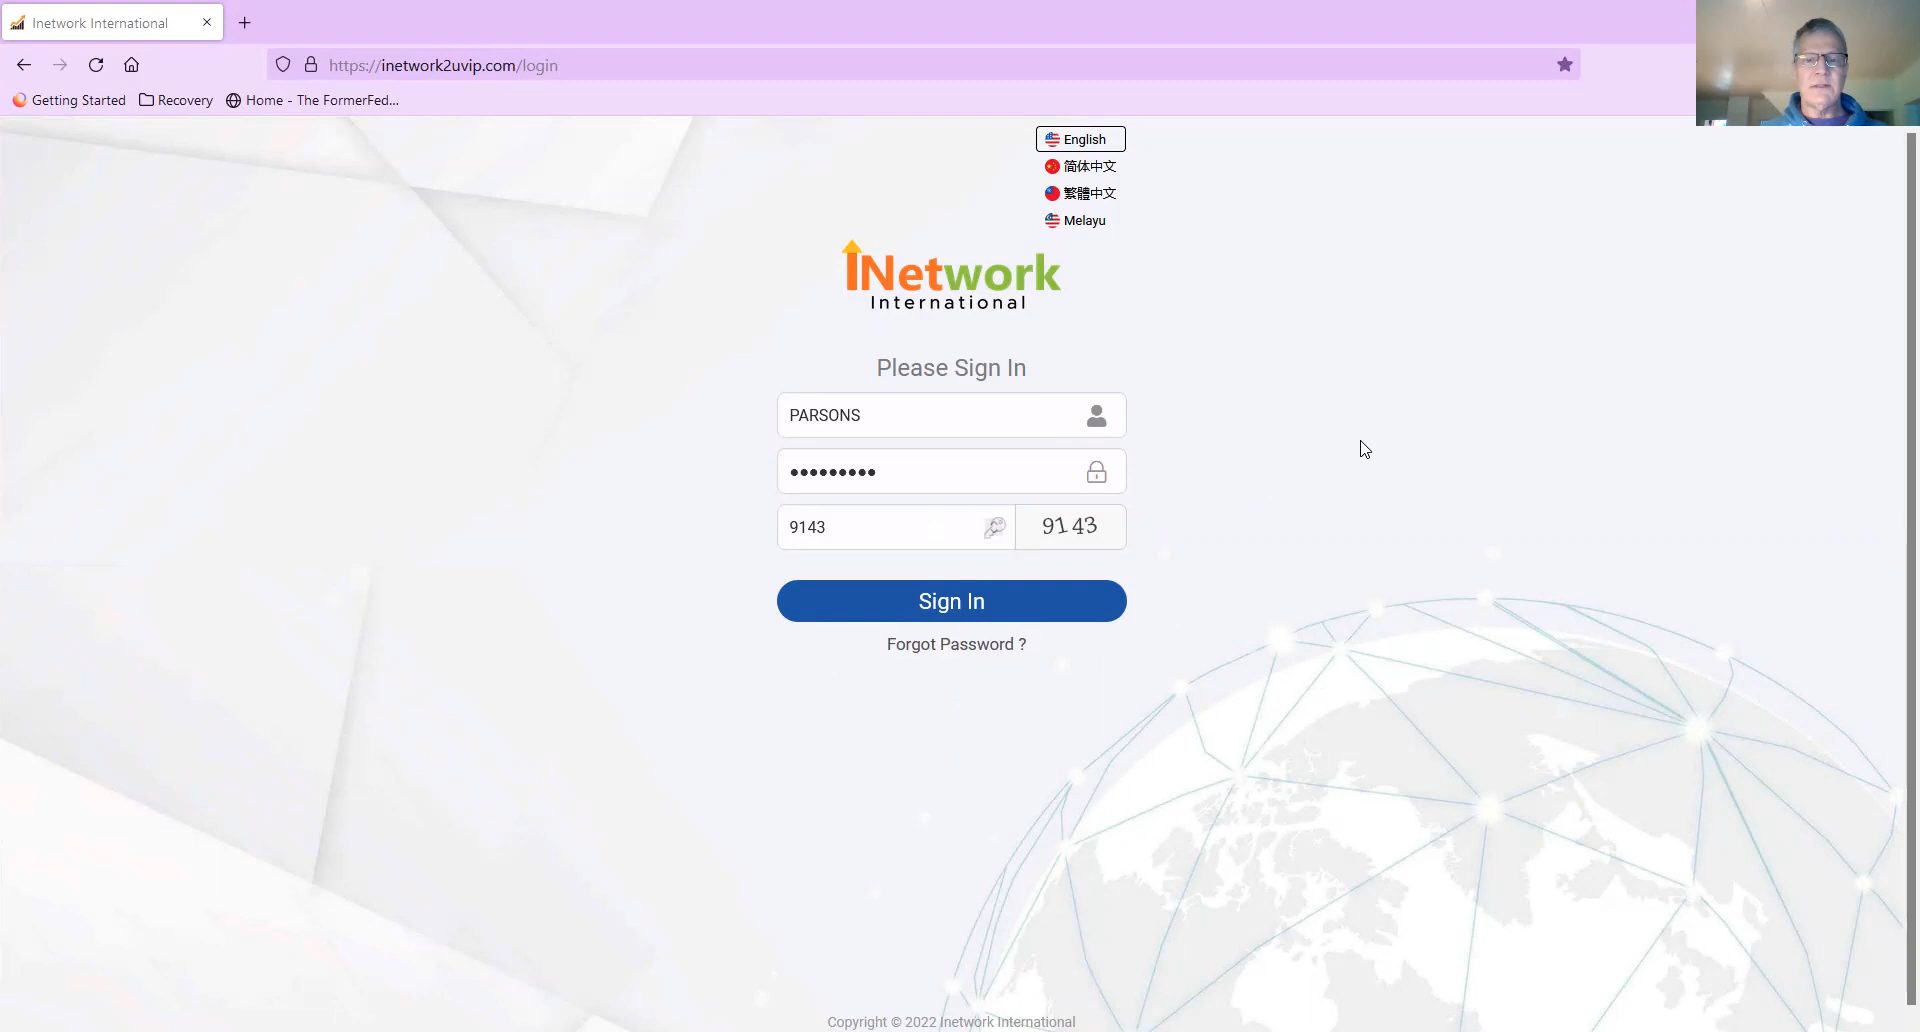 Inetwork International
https://inetwork2uvip.com/login
Getting Started
Recovery
Home - The FormerFed...
English
简体中文
繁體中文
Melayu
INetwork
International
Please Sign In
PARSONS
9143
9143
Sign In
Forgot Password ?
Copyright © 2022 Inetwork International